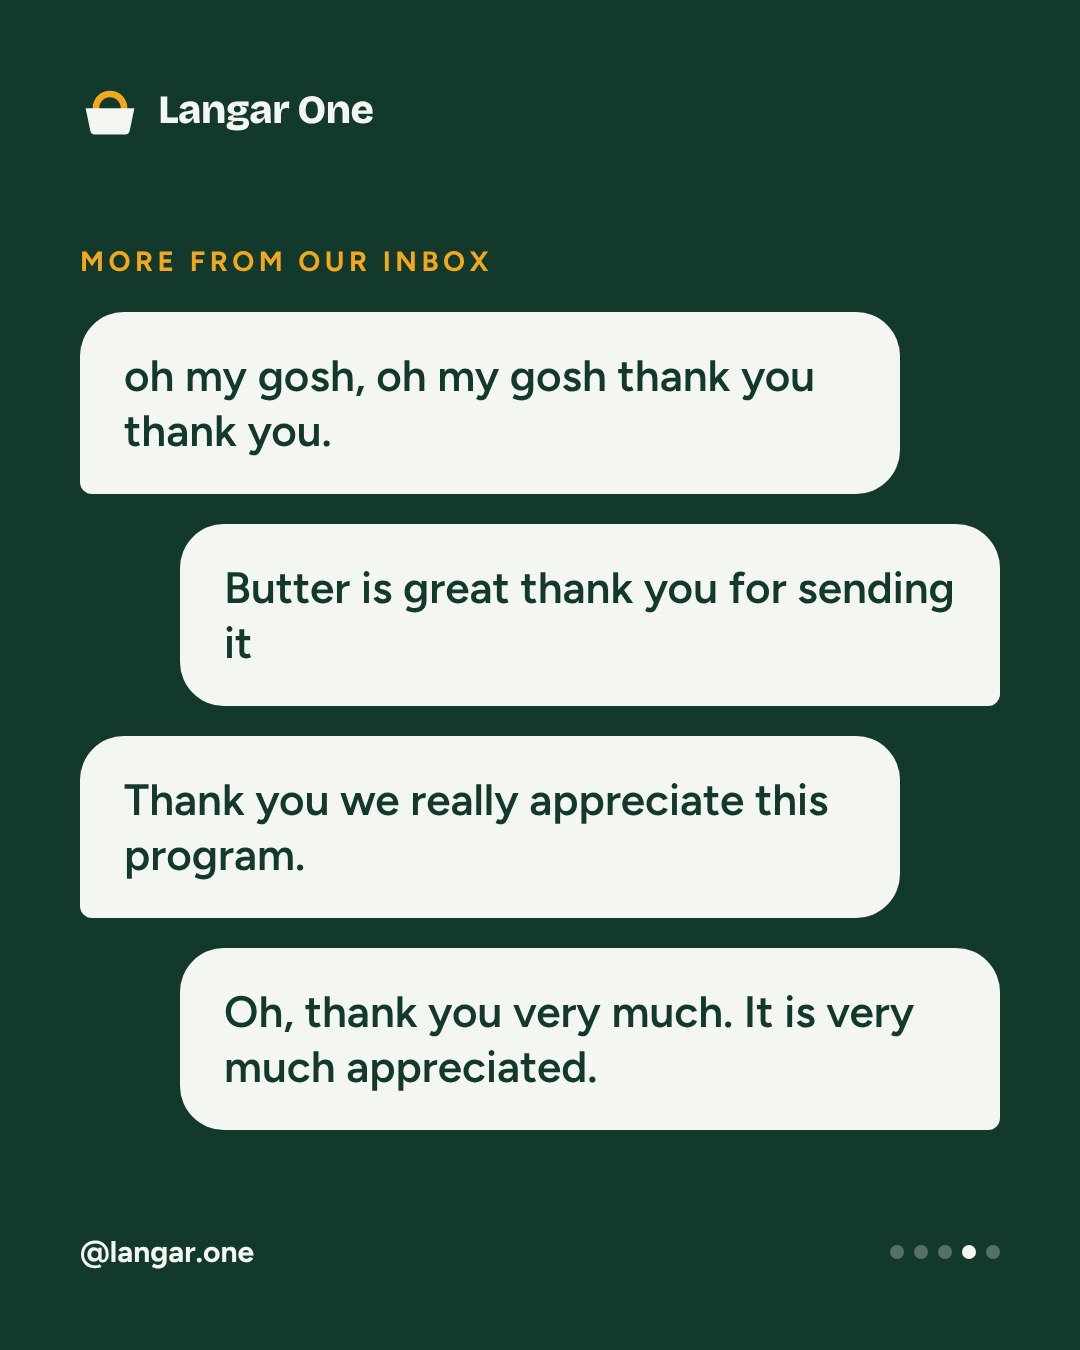 Langar One
MORE FROM OUR INBOX
oh my gosh, oh my gosh thank you
thank you.
Butter is great thank you for sending
it
Thank you we really appreciate this
program.
Oh, thank you very much. It is very
much appreciated.
@langar.one